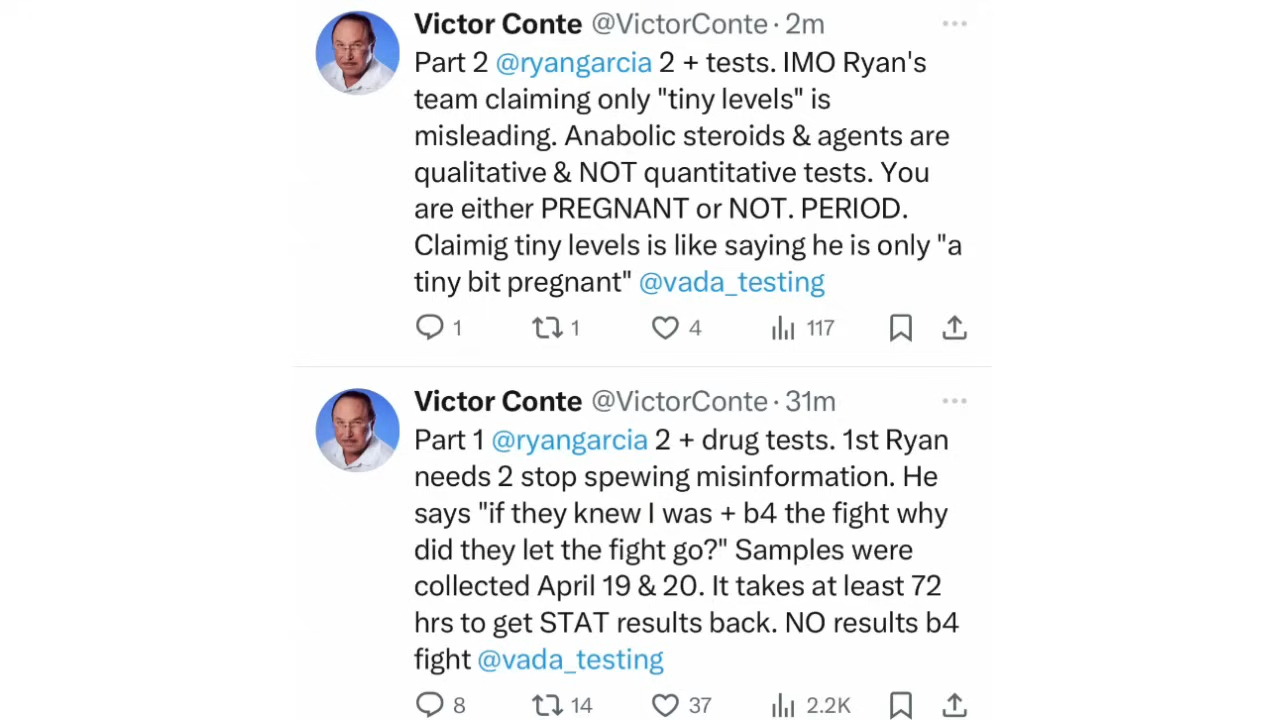 Victor Conte @VictorConte · 2m
Part 2 @ryangarcia 2 + tests. IMO Ryan's
team claiming only "tiny levels" is
misleading. Anabolic steroids & agents are
qualitative & NOT quantitative tests. You
are either PREGNANT or NOT. PERIOD.
Claimig tiny levels is like saying he is only "a
tiny bit pregnant" @vada_testing
1 1 4 117
Victor Conte @VictorConte · 31m
Part 1 @ryangarcia 2 + drug tests. 1st Ryan
needs 2 stop spewing misinformation. He
says "if they knew I was + b4 the fight why
did they let the fight go?" Samples were
collected April 19 & 20. It takes at least 72
hrs to get STAT results back. NO results b4
fight @vada_testing
8 14 37 2.2K